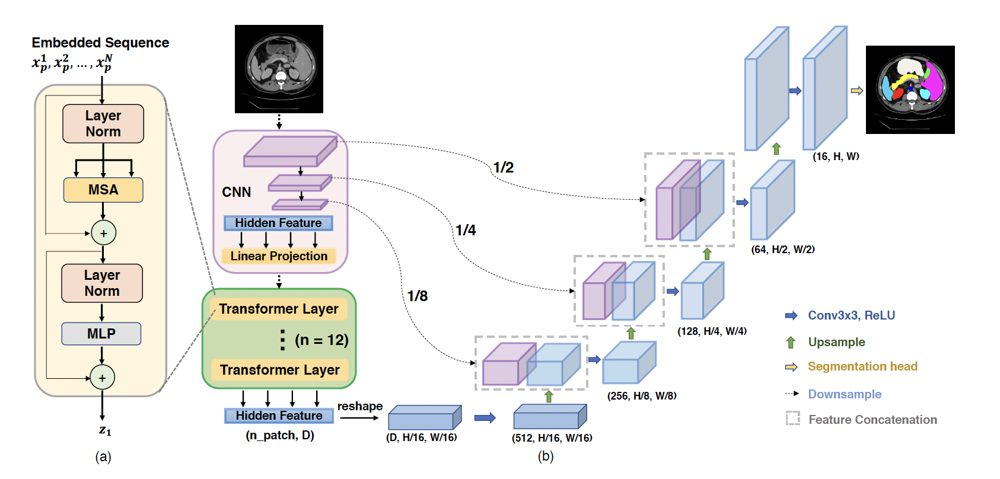 Embedded Sequence
x_p^1, x_p^2, ... , x_p^N
Layer
Norm
MSA
+
Layer
Norm
MLP
+
z_1
(a)
CNN
Hidden Feature
Linear Projection
Transformer Layer
(n = 12)
Transformer Layer
Hidden Feature
(n_patch, D)
reshape
(D, H/16, W/16)
(512, H/16, W/16)
(b)
1/2
1/4
1/8
(256, H/8, W/8)
(128, H/4, W/4)
(64, H/2, W/2)
(16, H, W)
Conv3x3, ReLU
Upsample
Segmentation head
Downsample
Feature Concatenation